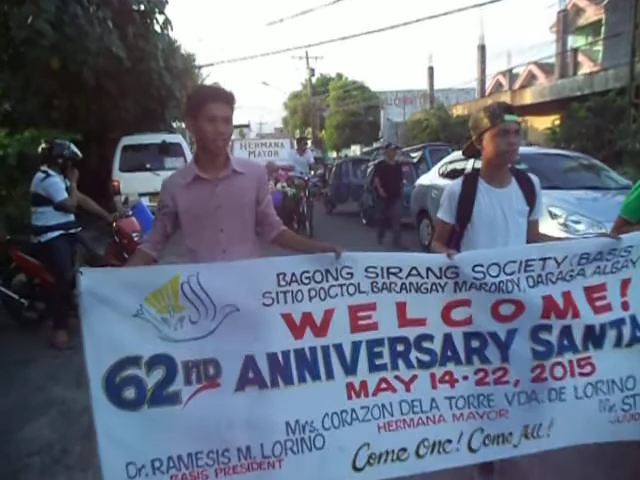 HERMANA
MAYOR
BAGONG SIRANG SOCIETY (BASIS
SITIO POCTOL, BARANGAY MAROROY, DARAGA ALBAY
WELCOME!
62ND ANNIVERSARY SANTA
MAY 14-22, 2015
Mrs. CORAZON DELA TORRE VDA. DE LORINO
HERMANA MAYOR
Dr. RAMESIS M. LORINO
BASIS PRESIDENT
Come One! Come All!